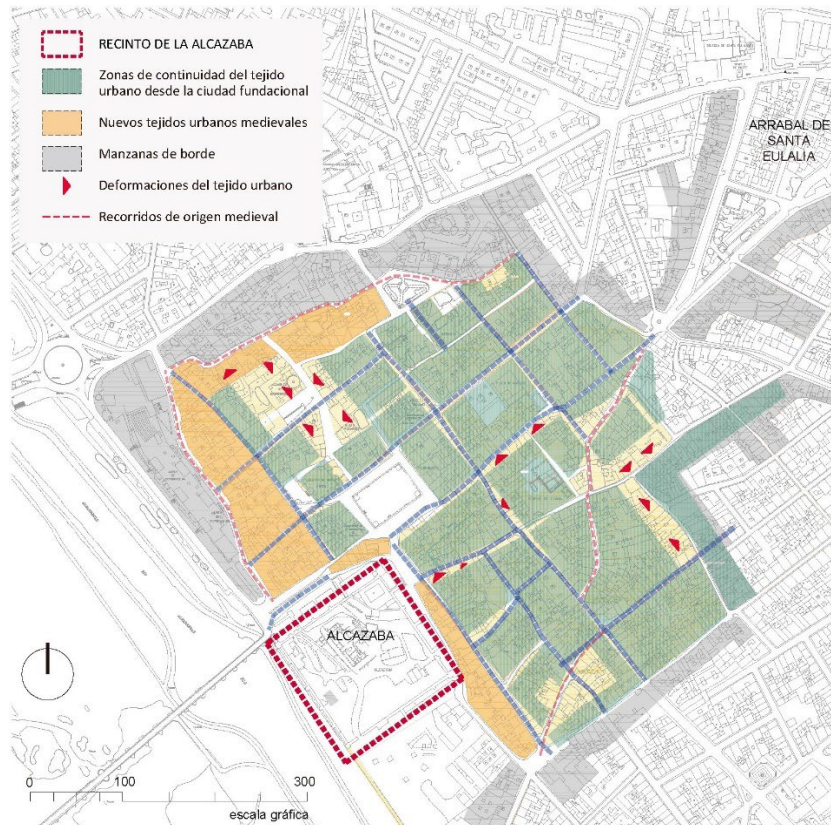 RECINTO DE LA ALCAZABA
Zonas de continuidad del tejido
urbano desde la ciudad fundacional
Nuevos tejidos urbanos medievales
Manzanas de borde
Deformaciones del tejido urbano
Recorridos de origen medieval
ARRABAL DE
SANTA
EULALIA
ALCAZABA
0
100
300
escala gráfica